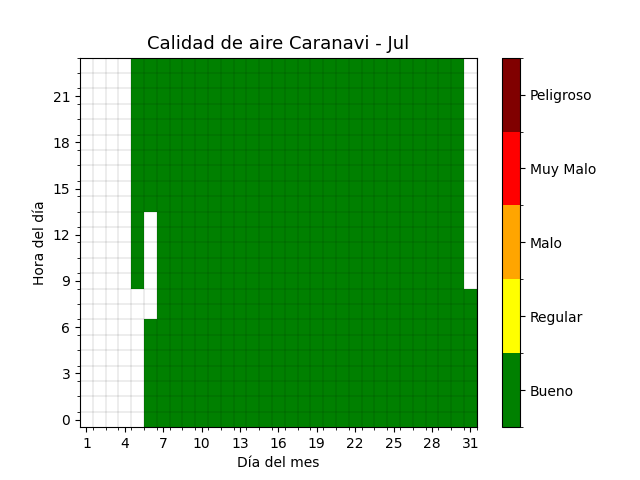 Calidad de aire Caranavi - Jul
Hora del día
21
18
15
12
9
6
3
0
1 4 7 10 13 16 19 22 25 28 31
Día del mes
Peligroso
Muy Malo
Malo
Regular
Bueno